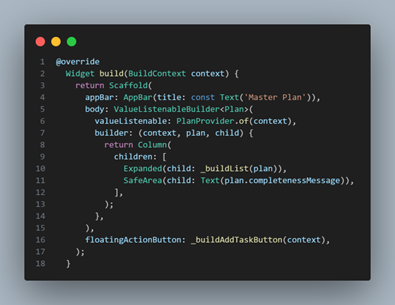 1 @override
2   Widget build(BuildContext context) {
3     return Scaffold(
4       appBar: AppBar(title: const Text('Master Plan')),
5       body: ValueListenableBuilder<Plan>(
6         valueListenable: PlanProvider.of(context),
7         builder: (context, plan, child) {
8           return Column(
9             children: [
10               Expanded(child: _buildList(plan)),
11               SafeArea(child: Text(plan.completenessMessage)),
12             ],
13           );
14         },
15       ),
16       floatingActionButton: _buildAddTaskButton(context),
17     );
18   }